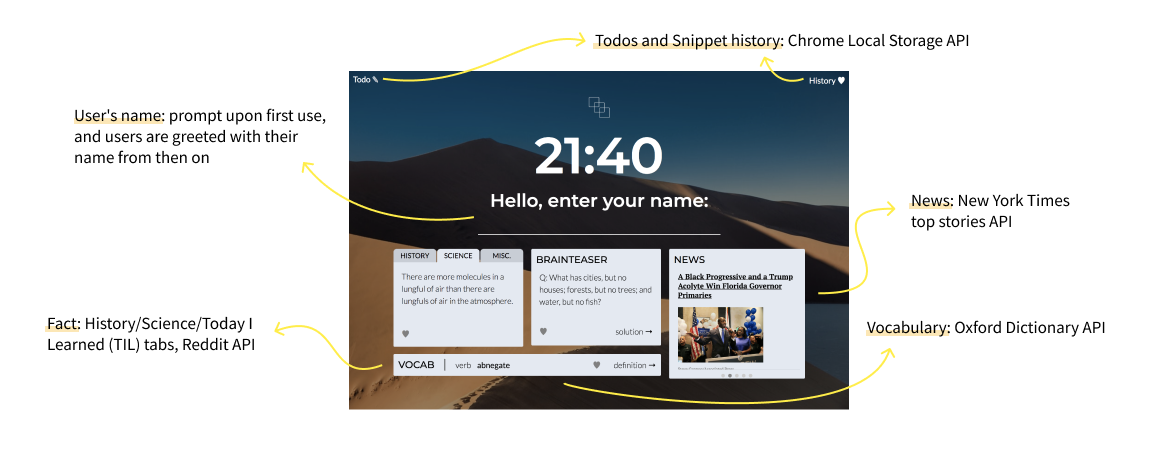 Todos and Snippet history: Chrome Local Storage API
Todo
History
User's name: prompt upon first use,
and users are greeted with their
name from then on
21:40
Hello, enter your name:
News: New York Times
top stories API
HISTORY SCIENCE MISC.
There are more molecules in a
lungful of air than there are
lungfuls of air in the atmosphere.
BRAINTEASER
Q: What has cities, but no
houses; forests, but no trees; and
water, but no fish?
solution →
NEWS
A Black Progressive and a Trump
Acolyte Win Florida Governor
Primaries
Fact: History/Science/Today I
Learned (TIL) tabs, Reddit API
Vocabulary: Oxford Dictionary API
VOCAB | verb abnegate definition →